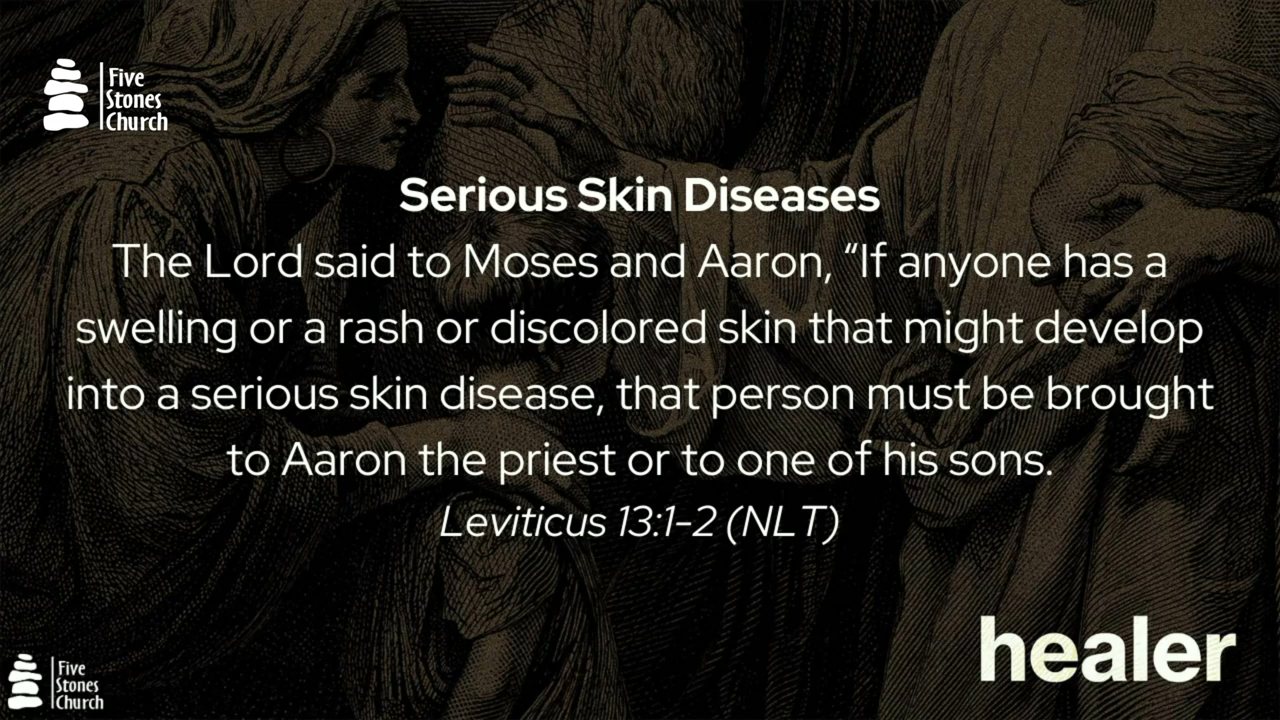 Five
Stones
Church
Serious Skin Diseases
The Lord said to Moses and Aaron, “If anyone has a
swelling or a rash or discolored skin that might develop
into a serious skin disease, that person must be brought
to Aaron the priest or to one of his sons.
Leviticus 13:1-2 (NLT)
healer
Five
Stones
Church